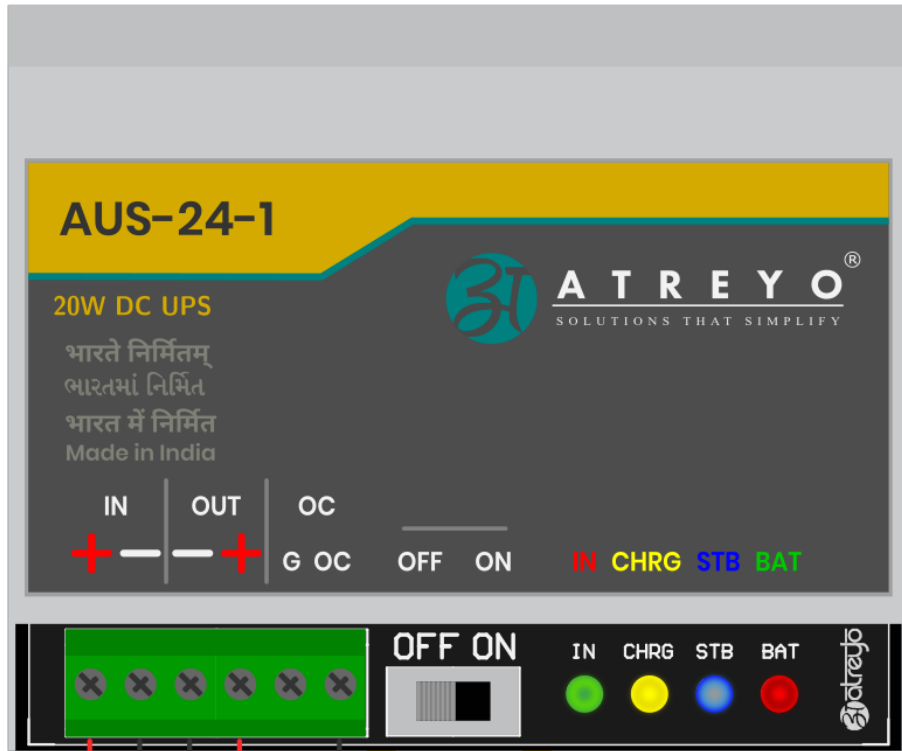 AUS-24-1
20W DC UPS
ATREYO®
SOLUTIONS THAT SIMPLIFY
भारते निर्मितम्
ભારતમાં નિર્મિત
भारत में निर्मित
Made in India
IN OUT OC
+ − − + G OC OFF ON IN CHRG STB BAT
OFF ON IN CHRG STB BAT
अatreyo